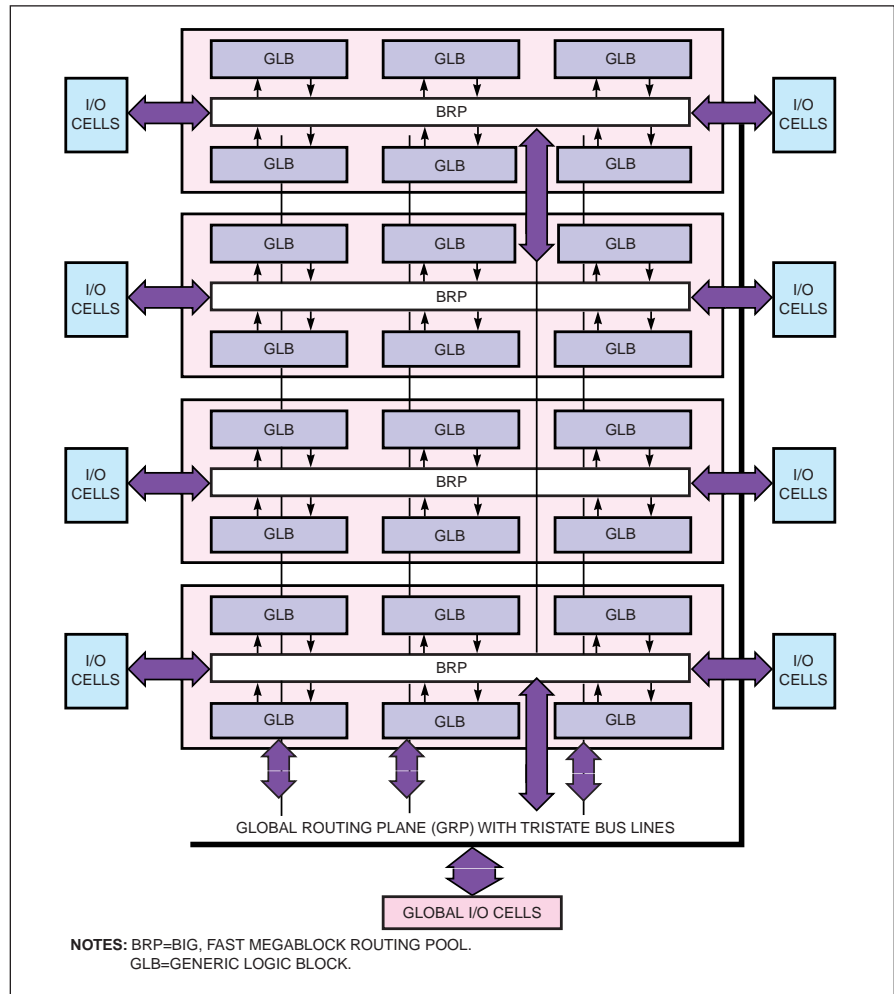 GLB GLB GLB
I/O
CELLS
BRP
I/O
CELLS
GLB GLB GLB
GLB GLB GLB
I/O
CELLS
BRP
I/O
CELLS
GLB GLB GLB
GLB GLB GLB
I/O
CELLS
BRP
I/O
CELLS
GLB GLB GLB
GLB GLB GLB
I/O
CELLS
BRP
I/O
CELLS
GLB GLB GLB
GLOBAL ROUTING PLANE (GRP) WITH TRISTATE BUS LINES
GLOBAL I/O CELLS
NOTES: BRP=BIG, FAST MEGABLOCK ROUTING POOL.
GLB=GENERIC LOGIC BLOCK.